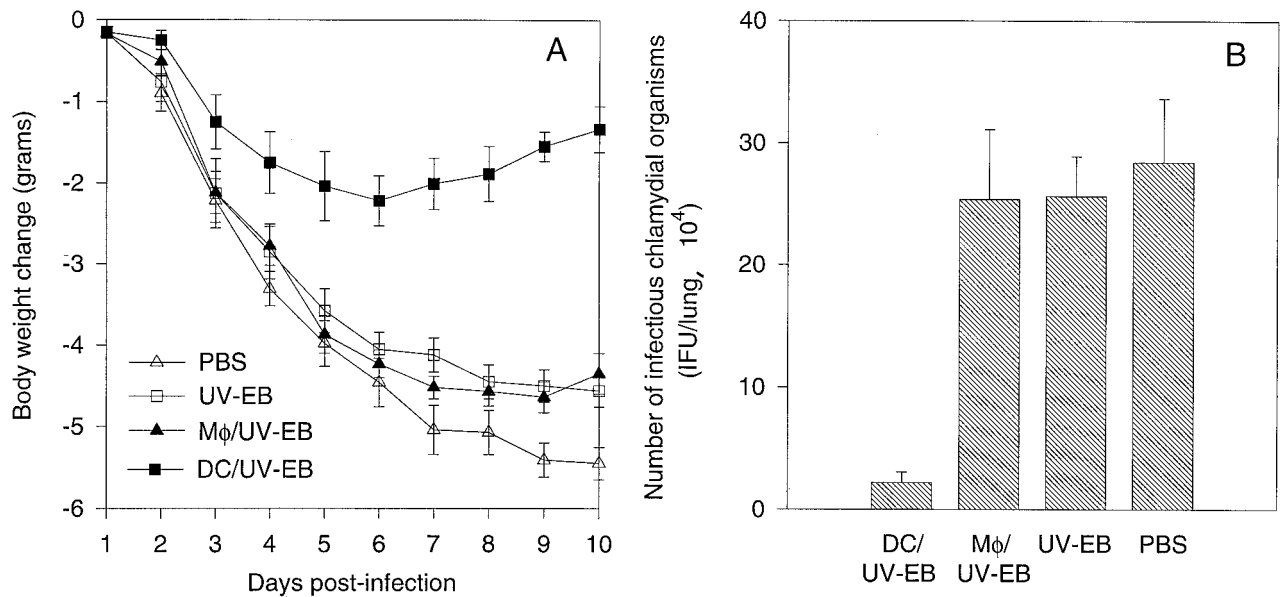 A
Body weight change (grams)
0
-1
-2
-3
-4
-5
-6
PBS
UV-EB
Mϕ/UV-EB
DC/UV-EB
1 2 3 4 5 6 7 8 9 10
Days post-infection
B
Number of infectious chlamydial organisms
(IFU/lung, 10⁴)
40
30
20
10
0
DC/
UV-EB
Mϕ/
UV-EB
UV-EB
PBS